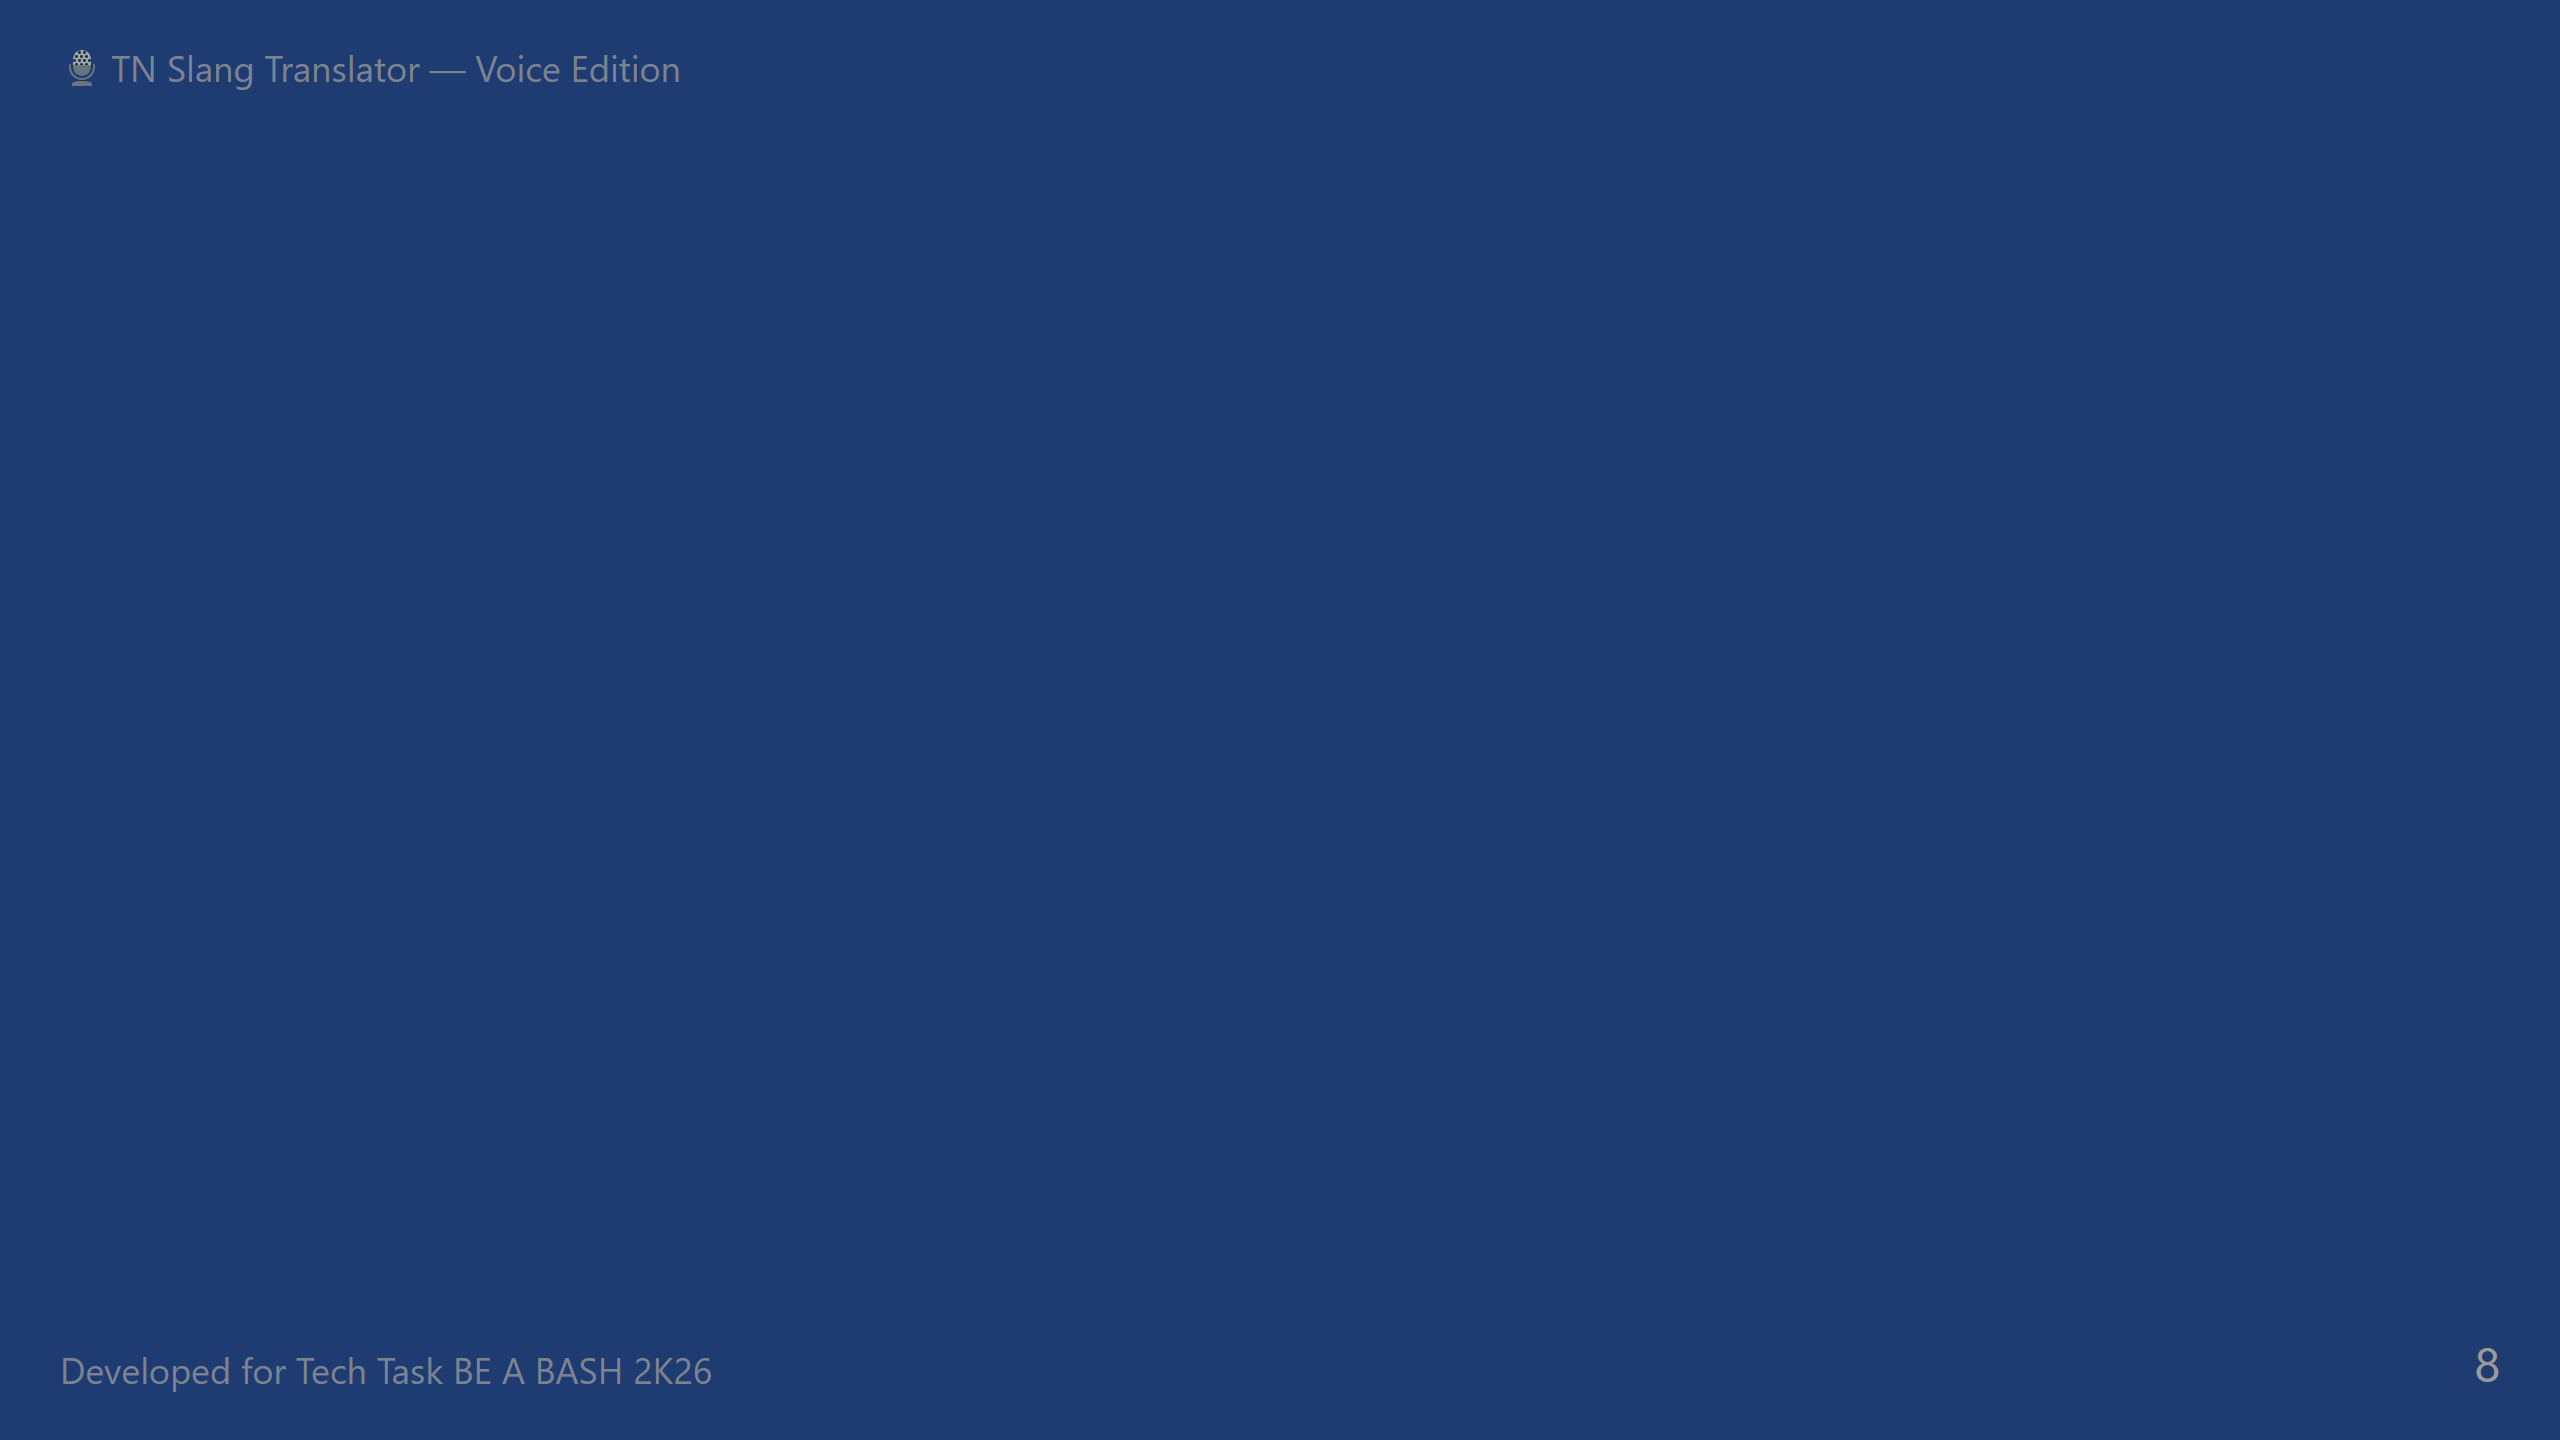 🎙 TN Slang Translator — Voice Edition
Developed for Tech Task BE A BASH 2K26
8